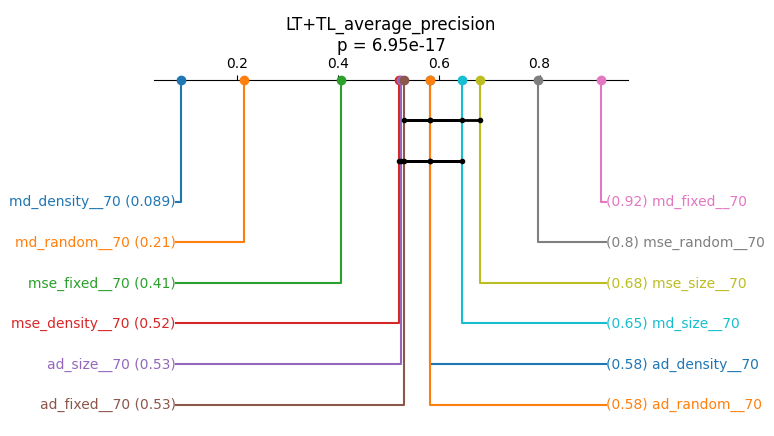 LT+TL_average_precision
p = 6.95e-17
0.2 0.4 0.6 0.8
md_density__70 (0.089) (0.92) md_fixed__70
md_random__70 (0.21) (0.8) mse_random__70
mse_fixed__70 (0.41) (0.68) mse_size__70
mse_density__70 (0.52) (0.65) md_size__70
ad_size__70 (0.53) (0.58) ad_density__70
ad_fixed__70 (0.53) (0.58) ad_random__70